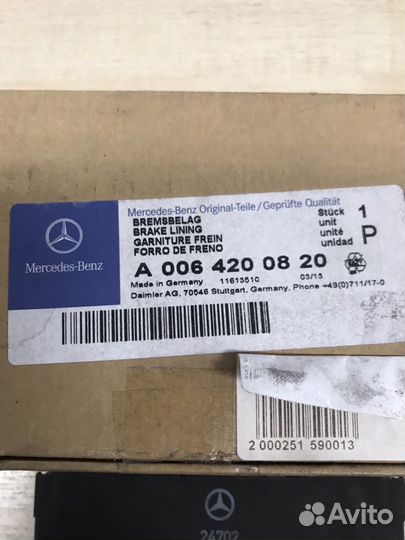 Mercedes-Benz Original-Teile/Geprüfte Qualität
BREMSBELAG
BRAKE LINING
GARNITURE FREIN
FORRO DE FRENO
Stück 1
unit
unité P
unidad
A 006 420 08 20
Made in Germany 11613510 03/13
Daimler AG, 70546 Stuttgart, Germany, Phone +49(0)711/17-0
Mercedes-Benz
2 000251 590013
24702
Avito